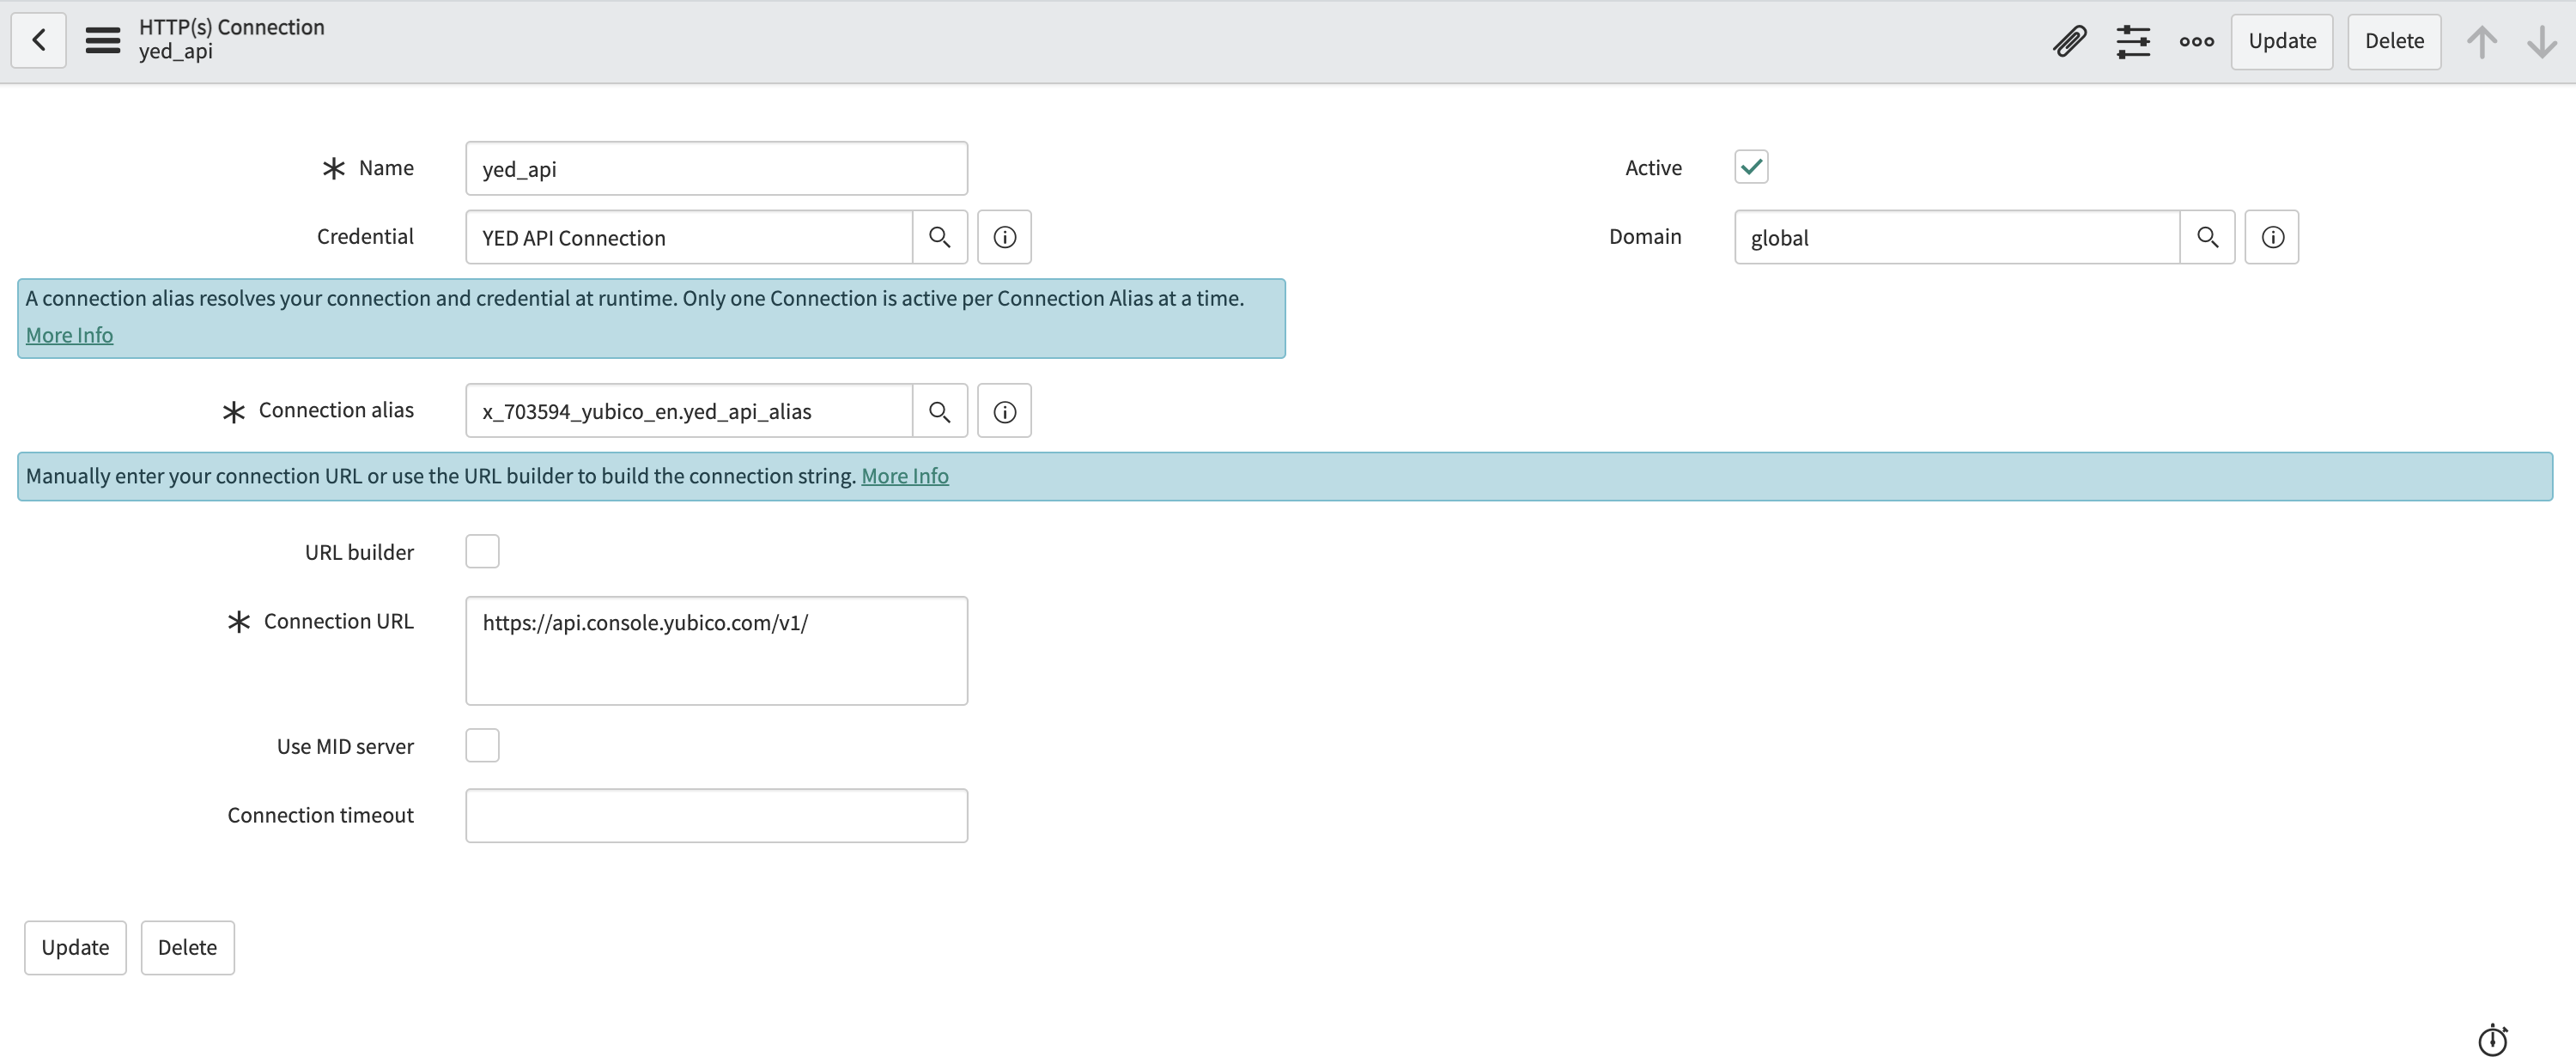 HTTP(s) Connection
yed_api
Update
Delete
* Name
yed_api
Active
Credential
YED API Connection
Domain
global
A connection alias resolves your connection and credential at runtime. Only one Connection is active per Connection Alias at a time.
More Info
* Connection alias
x_703594_yubico_en.yed_api_alias
Manually enter your connection URL or use the URL builder to build the connection string. More Info
URL builder
* Connection URL
https://api.console.yubico.com/v1/
Use MID server
Connection timeout
Update
Delete